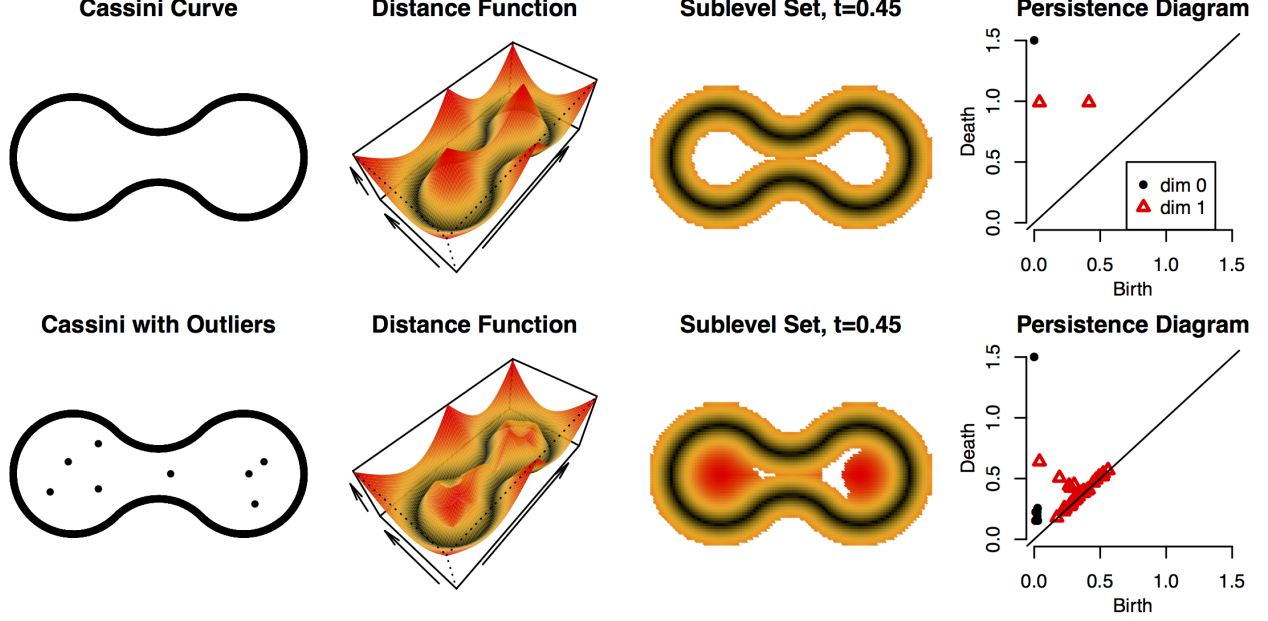 Cassini Curve
Distance Function
Sublevel Set, t=0.45
Persistence Diagram
1.5
1.0
0.5
0.0
Death
dim 0
dim 1
0.0 0.5 1.0 1.5
Birth
Cassini with Outliers
Distance Function
Sublevel Set, t=0.45
Persistence Diagram
1.5
1.0
0.5
0.0
Death
0.0 0.5 1.0 1.5
Birth